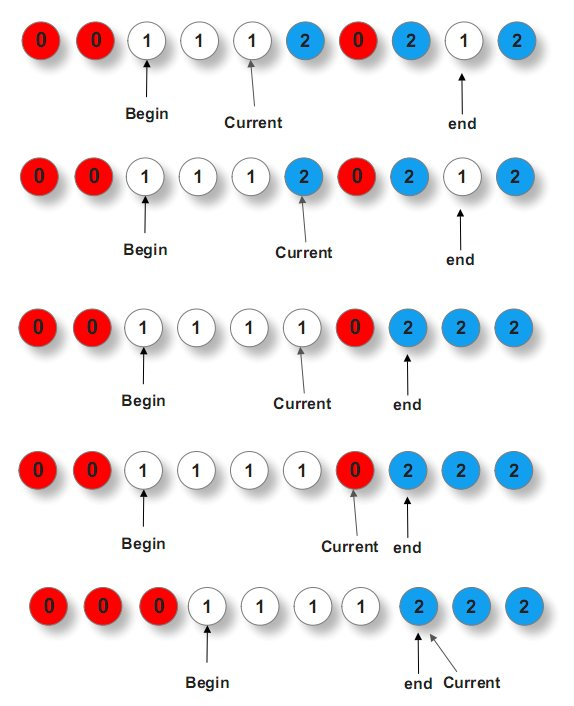 0 0 1 1 1 2 0 2 1 2
Begin Current end
0 0 1 1 1 2 0 2 1 2
Begin Current end
0 0 1 1 1 1 0 2 2 2
Begin Current end
0 0 1 1 1 1 0 2 2 2
Begin Current end
0 0 0 1 1 1 1 2 2 2
Begin end Current